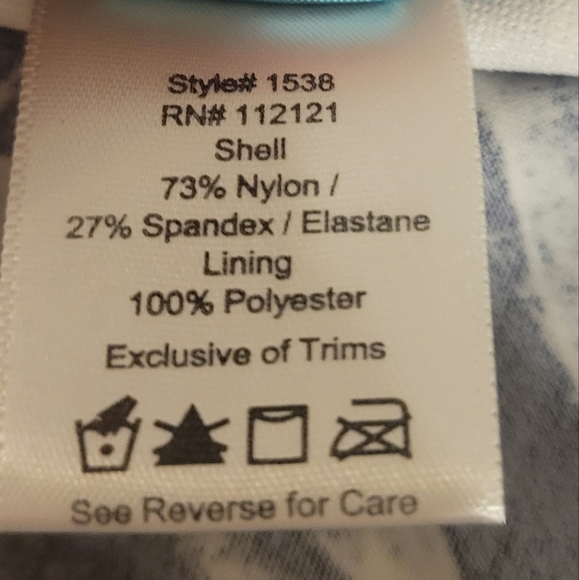 Style# 1538
RN# 112121
Shell
73% Nylon /
27% Spandex / Elastane
Lining
100% Polyester
Exclusive of Trims
See Reverse for Care